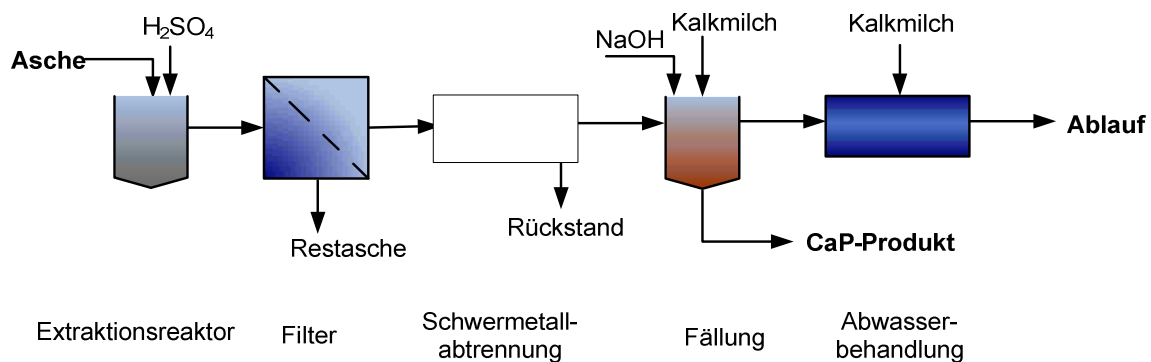 H₂SO₄
Kalkmilch
Kalkmilch
NaOH
Asche
Ablauf
Rückstand
Restasche
CaP-Produkt
Extraktionsreaktor
Filter
Schwermetall-
abtrennung
Fällung
Abwasser-
behandlung